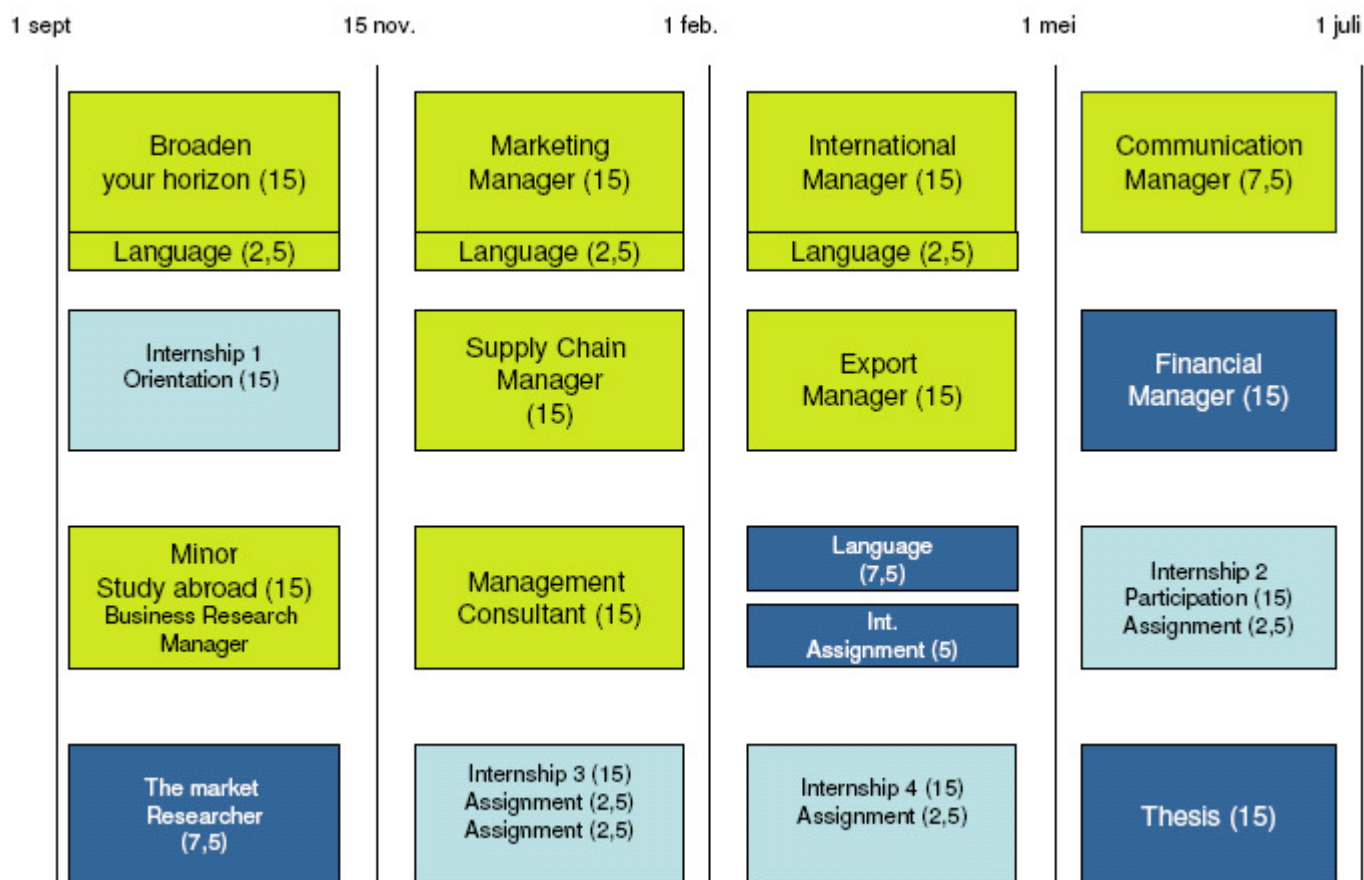 1 sept
15 nov.
1 feb.
1 mei
1 juli
Broaden
your horizon (15)
Language (2,5)
Marketing
Manager (15)
Language (2,5)
International
Manager (15)
Language (2,5)
Communication
Manager (7,5)
Internship 1
Orientation (15)
Supply Chain
Manager
(15)
Export
Manager (15)
Financial
Manager (15)
Minor
Study abroad (15)
Business Research
Manager
Management
Consultant (15)
Language
(7,5)
Int.
Assignment (5)
Internship 2
Participation (15)
Assignment (2,5)
The market
Researcher
(7,5)
Internship 3 (15)
Assignment (2,5)
Assignment (2,5)
Internship 4 (15)
Assignment (2,5)
Thesis (15)